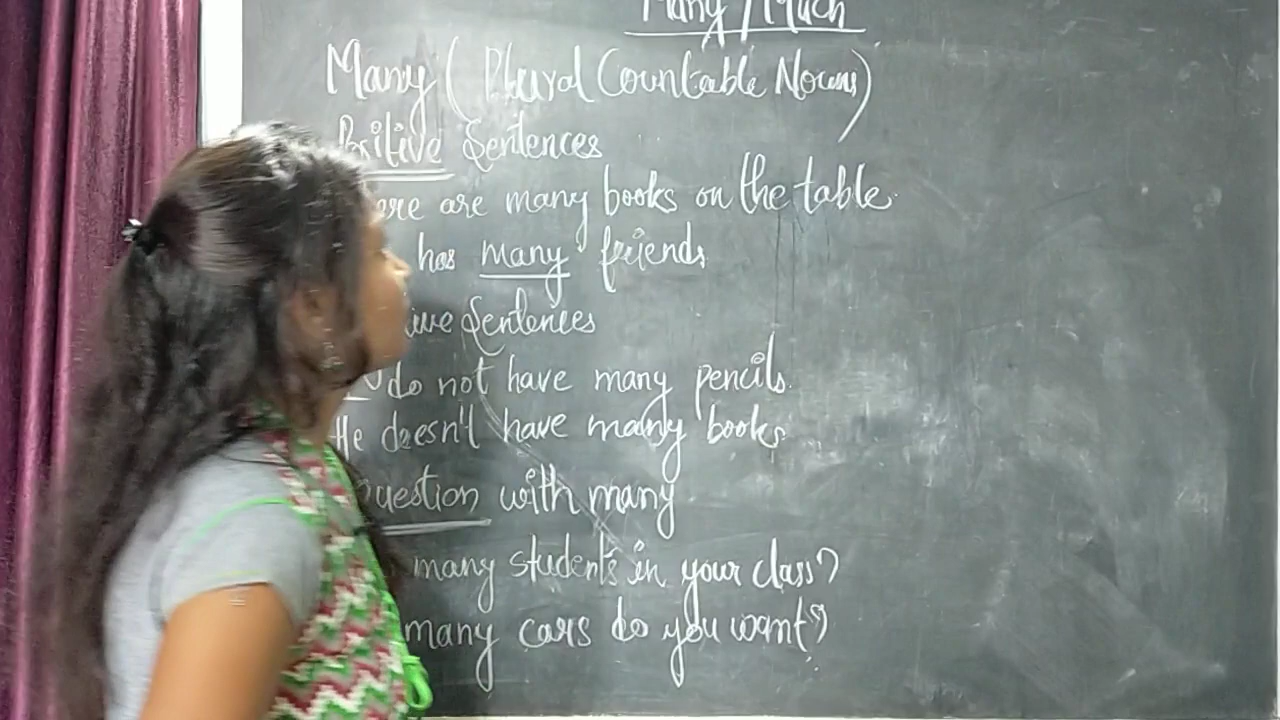 Many / Much
Many ( Plural Countable Nouns )
Positive Sentences
ere are many books on the table.
has many friends
ive Sentences
do not have many pencils.
He doesn't have many books
question with many
many students in your class?
many cars do you want?